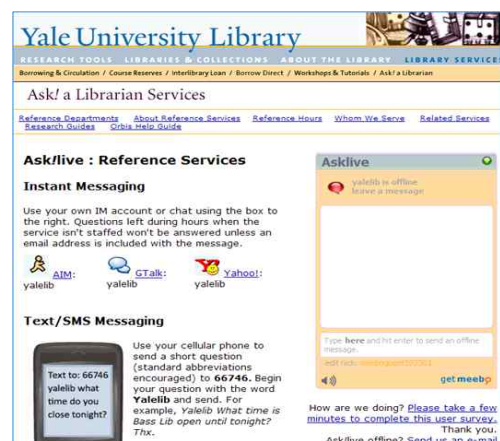 Yale University Library
RESEARCH TOOLS LIBRARIES & COLLECTIONS ABOUT THE LIBRARY LIBRARY SERVICES
Borrowing & Circulation / Course Reserves / Interlibrary Loan / Borrow Direct / Workshops & Tutorials / Ask! a Librarian
Ask! a Librarian Services
Reference Departments About Reference Services Reference Hours Whom We Serve Related Services
Research Guides Orbis Help Guide
Ask!live : Reference Services
Instant Messaging
Use your own IM account or chat using the box to
the right. Questions left during hours when the
service isn't staffed won't be answered unless an
email address is included with the message.
AIM:
yalelib
GTalk:
yalelib
Yahoo!:
yalelib
Text/SMS Messaging
Text to: 66746
yalelib what
time do you
close tonight?
Use your cellular phone to
send a short question
(standard abbreviations
encouraged) to 66746. Begin
your question with the word
Yalelib and send. For
example, Yalelib What time is
Bass Lib open until tonight?
Thx.
Asklive
yalelib is offline
leave a message
Type here and hit enter to send an offline
message.
edit nick:
get meebo
How are we doing? Please take a few
minutes to complete this user survey.
Thank you.
Ask!live offline? Send us an e-mail